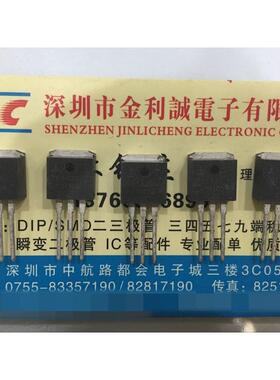 C
深圳市金利誠電子有限
SHENZHEN JINLICHENG ELECTRONIC C
理
DIP/SMD二三极管 三四五七九端
瞬变二极管 IC等配件 专业配单 优质
深圳市中航路都会电子城三楼3C05
0755-83357190/82817190 传真：8251